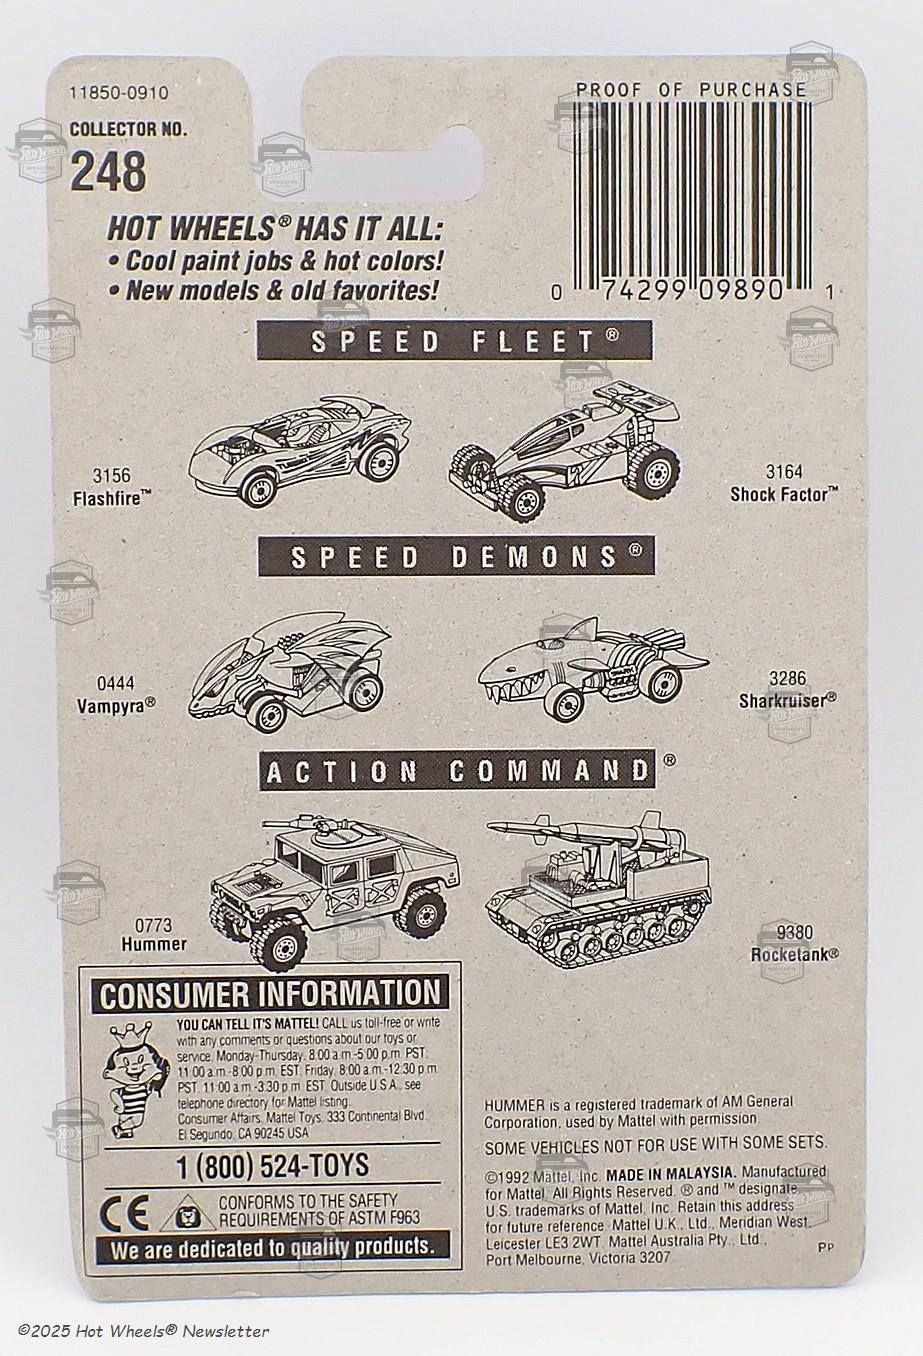 11850-0910
COLLECTOR NO.
248
PROOF OF PURCHASE
0 74299 09890 1
HOT WHEELS® HAS IT ALL:
• Cool paint jobs & hot colors!
• New models & old favorites!
SPEED FLEET®
3156
Flashfire™
3164
Shock Factor™
SPEED DEMONS®
0444
Vampyra®
3286
Sharkruiser®
ACTION COMMAND®
0773
Hummer
9380
Rocketank®
CONSUMER INFORMATION
YOU CAN TELL IT'S MATTEL! CALL us toll-free or write
with any comments or questions about our toys or
service. Monday-Thursday, 8:00 a.m.-5:00 p.m. PST.
11:00 a.m.-8:00 p.m. EST. Friday, 8:00 a.m.-12:30 p.m.
PST. 11:00 a.m.-3:30 p.m. EST. Outside U.S.A., see
telephone directory for Mattel listing.
Consumer Affairs, Mattel Toys, 333 Continental Blvd.,
El Segundo, CA 90245 USA
1 (800) 524-TOYS
CE
CONFORMS TO THE SAFETY
REQUIREMENTS OF ASTM F963
We are dedicated to quality products.
HUMMER is a registered trademark of AM General
Corporation, used by Mattel with permission.
SOME VEHICLES NOT FOR USE WITH SOME SETS.
©1992 Mattel, Inc. MADE IN MALAYSIA. Manufactured
for Mattel. All Rights Reserved. ® and ™ designate
U.S. trademarks of Mattel, Inc. Retain this address
for future reference: Mattel U.K., Ltd., Meridian West,
Leicester LE3 2WT. Mattel Australia Pty., Ltd.,
Port Melbourne, Victoria 3207.
PP
©2025 Hot Wheels® Newsletter